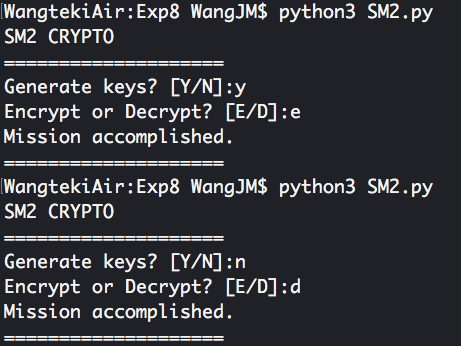 WangtekiAir:Exp8 WangJM$ python3 SM2.py
SM2 CRYPTO
====================
Generate keys? [Y/N]:y
Encrypt or Decrypt? [E/D]:e
Mission accomplished.
====================
WangtekiAir:Exp8 WangJM$ python3 SM2.py
SM2 CRYPTO
====================
Generate keys? [Y/N]:n
Encrypt or Decrypt? [E/D]:d
Mission accomplished.
====================